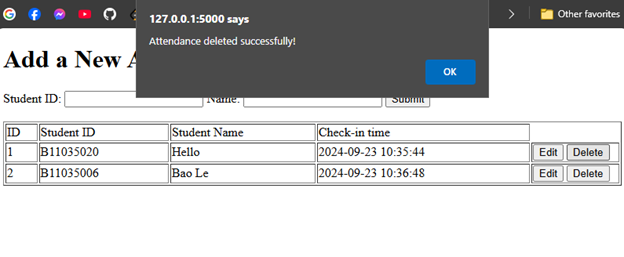 Other favorites
127.0.0.1:5000 says
Attendance deleted successfully!
OK
Add a New A
Student ID: Name: Submit
ID Student ID Student Name Check-in time
1 B11035020 Hello 2024-09-23 10:35:44 Edit Delete
2 B11035006 Bao Le 2024-09-23 10:36:48 Edit Delete